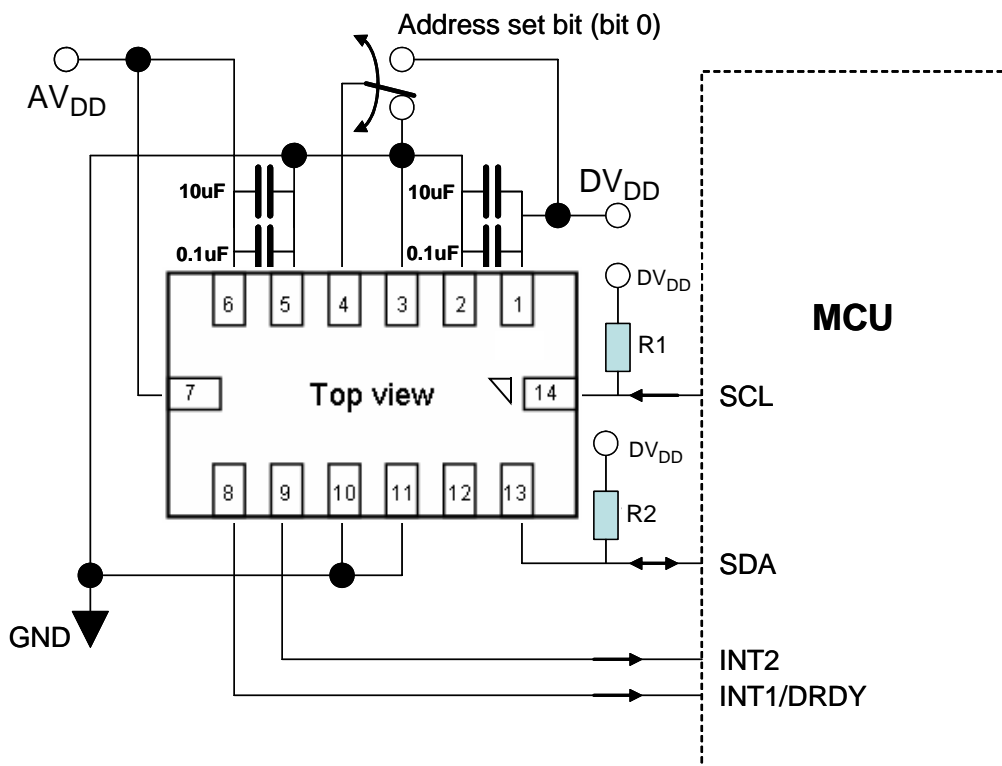 Address set bit (bit 0)
AVDD
DVDD
10uF
10uF
0.1uF
0.1uF
6 5 4 3 2 1
DVDD
R1
MCU
7
Top view
14
SCL
DVDD
8 9 10 11 12 13
R2
SDA
GND
INT2
INT1/DRDY